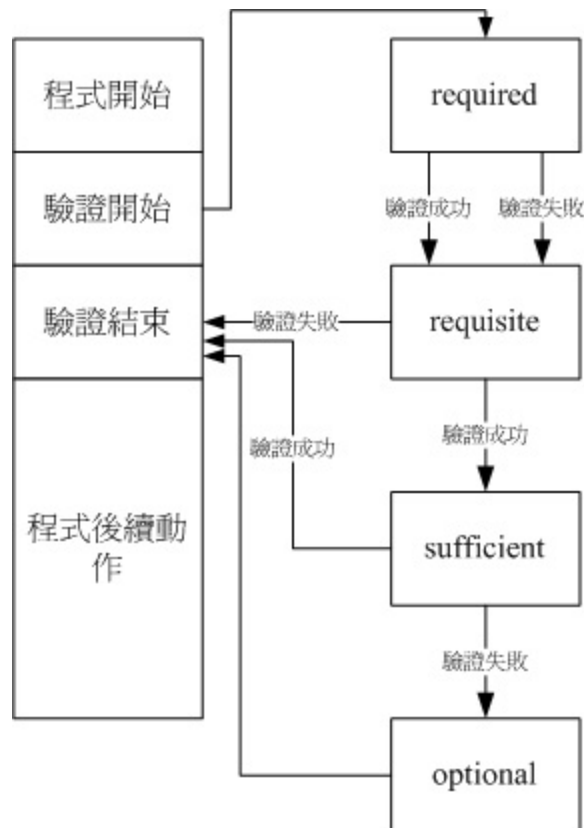 程式開始
required
驗證開始
驗證成功
驗證失敗
驗證結束
驗證失敗
requisite
驗證成功
驗證成功
程式後續動
作
sufficient
驗證失敗
optional